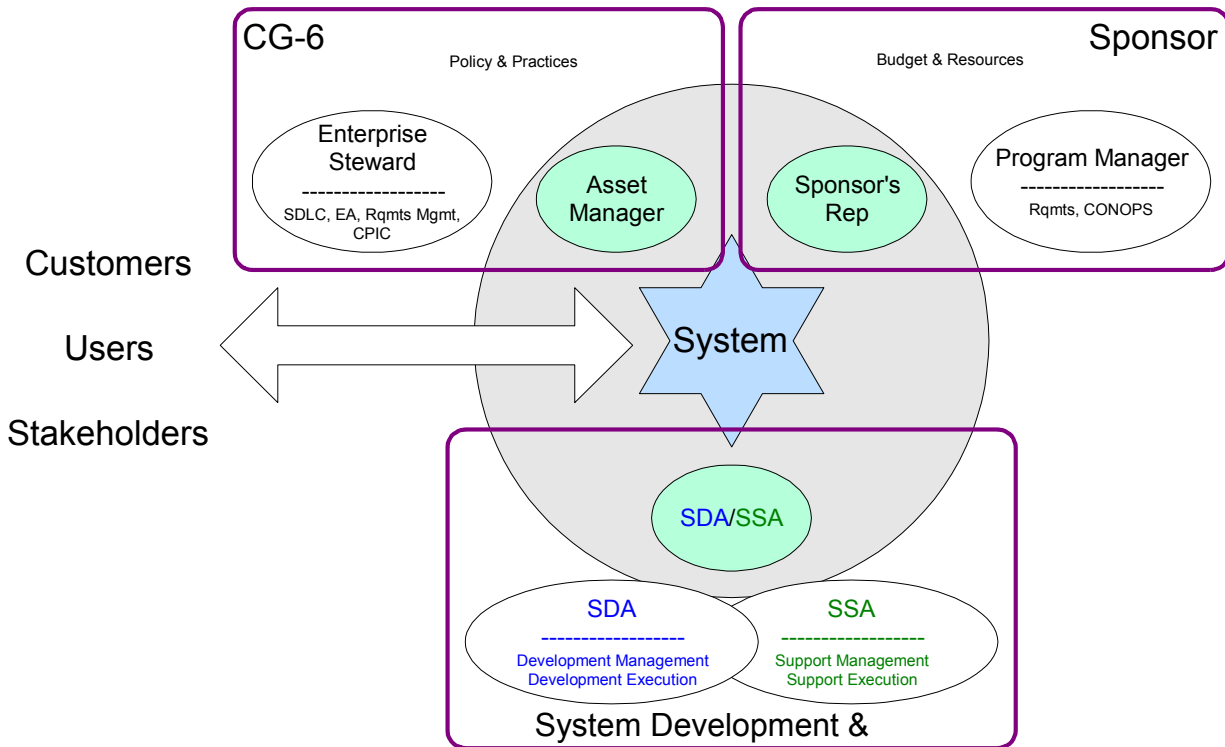 CG-6
Policy & Practices
Enterprise
Steward
------------------
SDLC, EA, Rqmts Mgmt,
CPIC
Asset
Manager
Sponsor
Budget & Resources
Sponsor's
Rep
Program Manager
------------------
Rqmts, CONOPS
Customers
Users
Stakeholders
System
SDA/SSA
SDA
------------------
Development Management
Development Execution
SSA
------------------
Support Management
Support Execution
System Development &